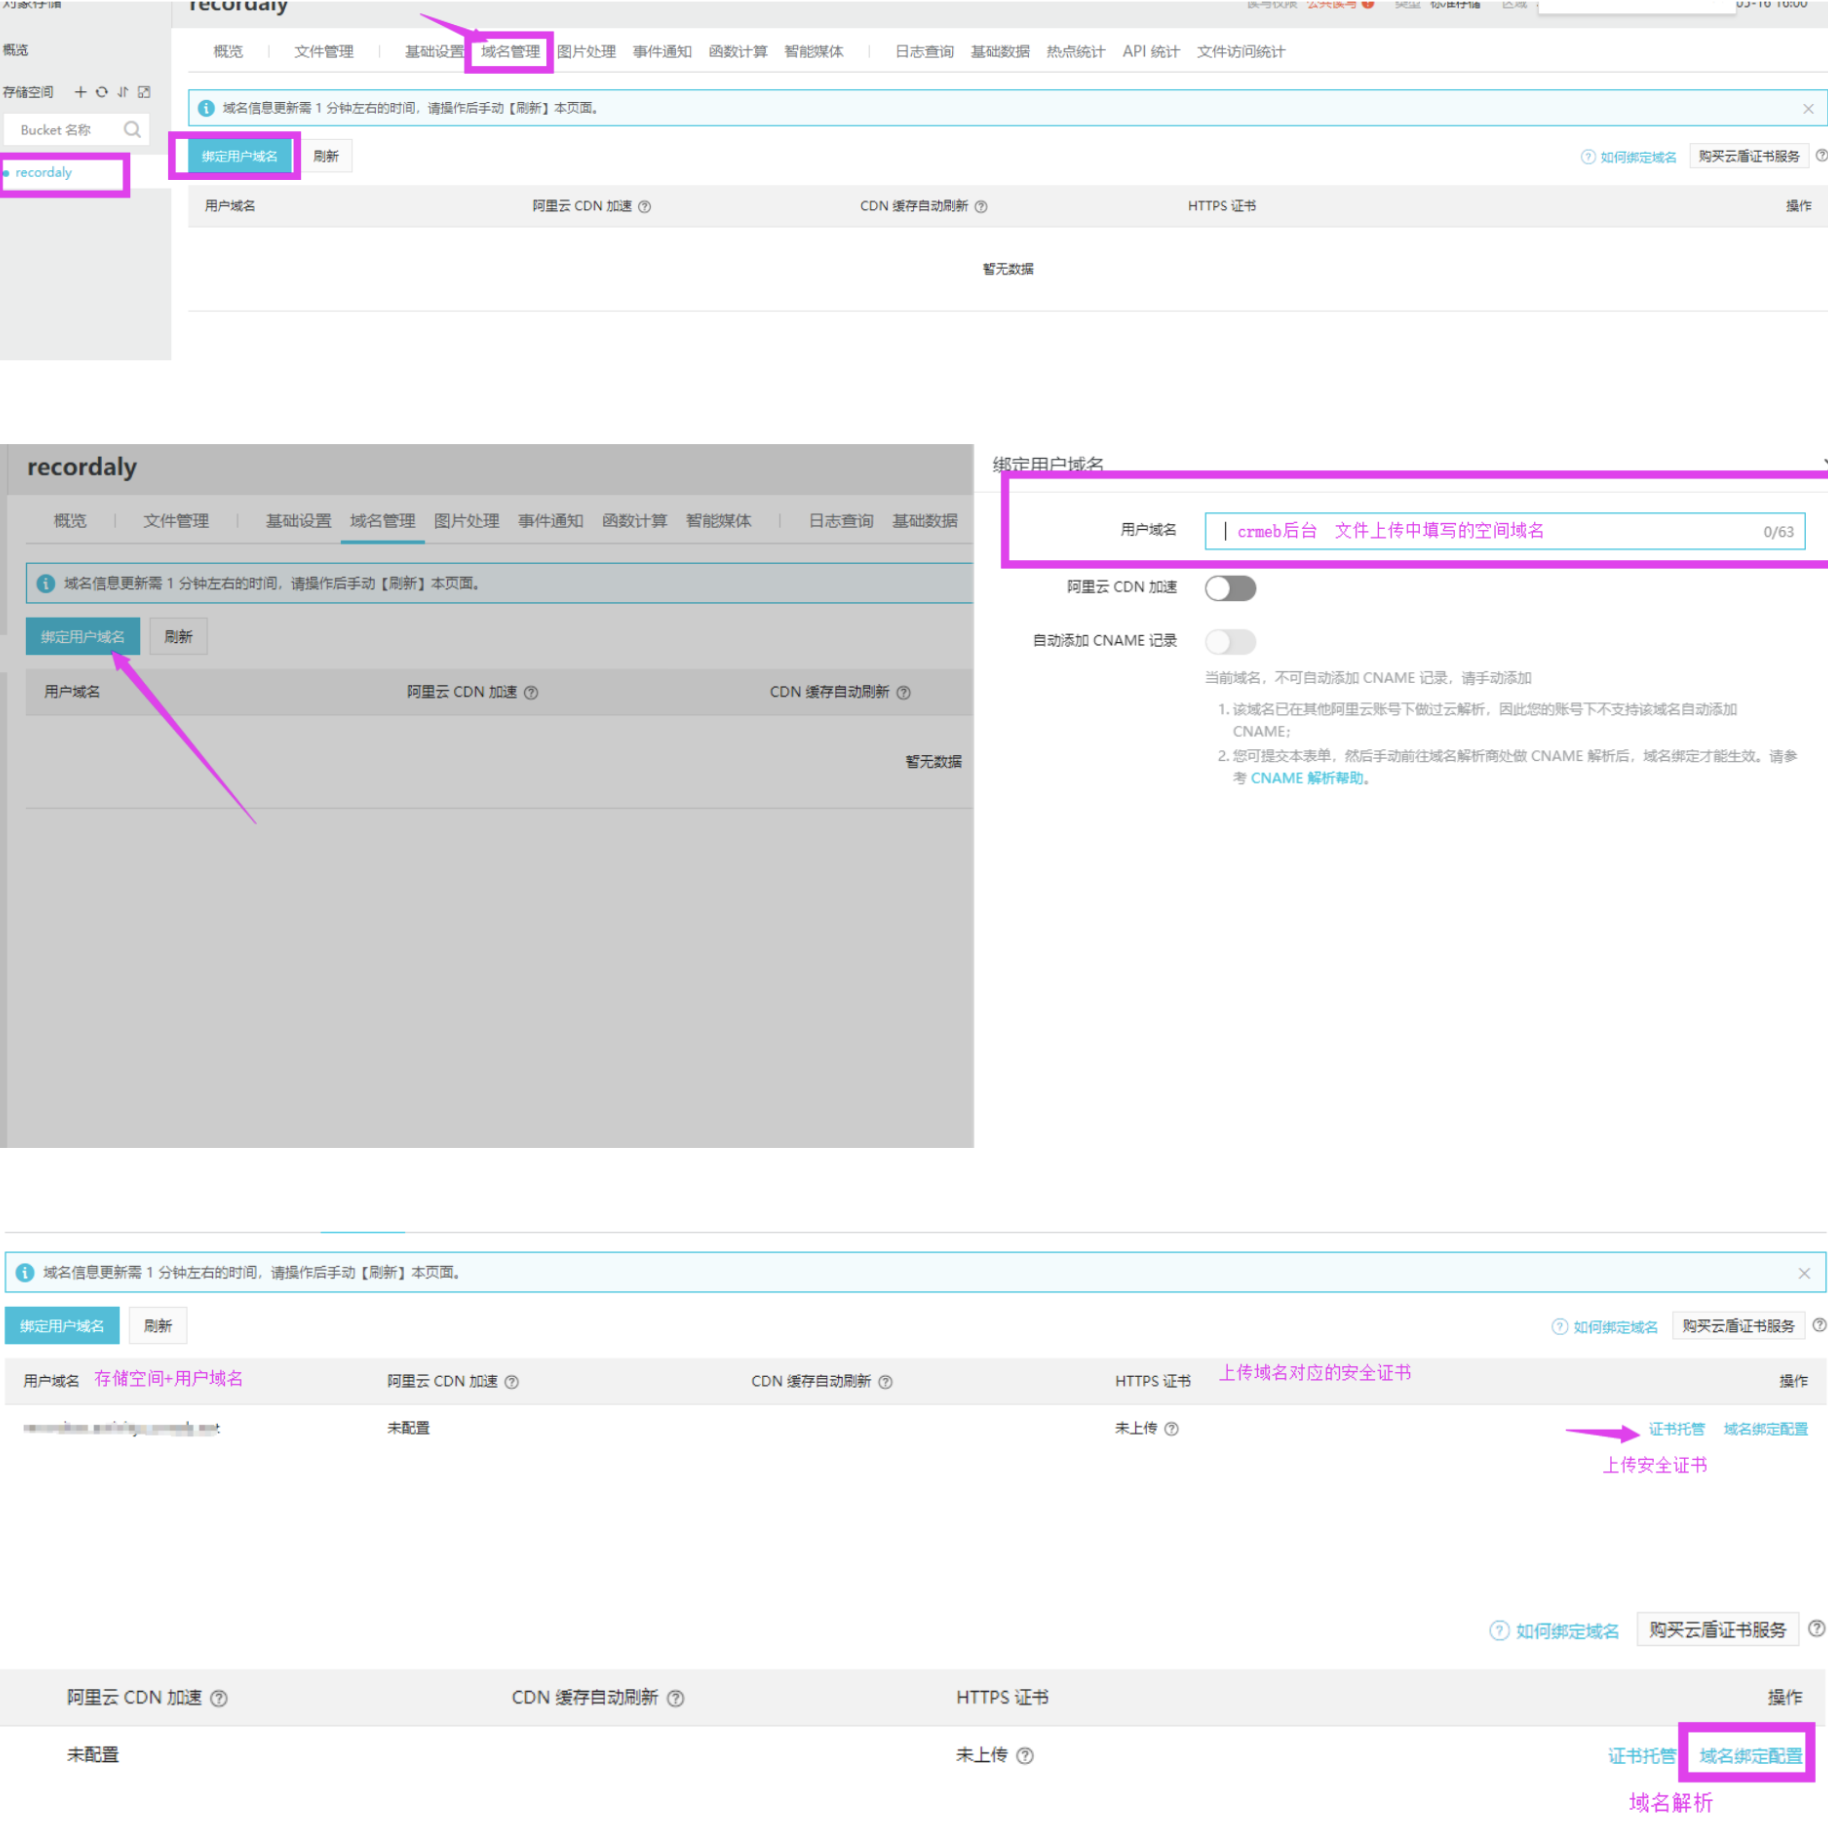 对象存储
recordaly
读写权限 公共读写 类型 标准存储 区域
05-16 16:00
概览
概览 文件管理 基础设置 域名管理 图片处理 事件通知 函数计算 智能媒体 日志查询 基础数据 热点统计 API 统计 文件访问统计
存储空间
Bucket 名称
recordaly
域名信息更新需 1 分钟左右的时间，请操作后手动【刷新】本页面。
绑定用户域名 刷新 如何绑定域名 购买云盾证书服务
用户域名 阿里云 CDN 加速 CDN 缓存自动刷新 HTTPS 证书 操作
暂无数据
recordaly
概览 文件管理 基础设置 域名管理 图片处理 事件通知 函数计算 智能媒体 日志查询 基础数据
域名信息更新需 1 分钟左右的时间，请操作后手动【刷新】本页面。
绑定用户域名 刷新
用户域名 阿里云 CDN 加速 CDN 缓存自动刷新
暂无数据
绑定用户域名
用户域名 crmeb后台 文件上传中填写的空间域名 0/63
阿里云 CDN 加速
自动添加 CNAME 记录
当前域名，不可自动添加 CNAME 记录，请手动添加
1. 该域名已在其他阿里云账号下做过云解析，因此您的账号下不支持该域名自动添加
CNAME;
2. 您可提交本表单，然后手动前往域名解析商处做 CNAME 解析后，域名绑定才能生效。请参
考 CNAME 解析帮助。
域名信息更新需 1 分钟左右的时间，请操作后手动【刷新】本页面。
绑定用户域名 刷新 如何绑定域名 购买云盾证书服务
用户域名 存储空间+用户域名 阿里云 CDN 加速 CDN 缓存自动刷新 HTTPS 证书 上传域名对应的安全证书 操作
未配置 未上传 证书托管 域名绑定配置
上传安全证书
如何绑定域名 购买云盾证书服务
阿里云 CDN 加速 CDN 缓存自动刷新 HTTPS 证书 操作
未配置 未上传 证书托管 域名绑定配置
域名解析